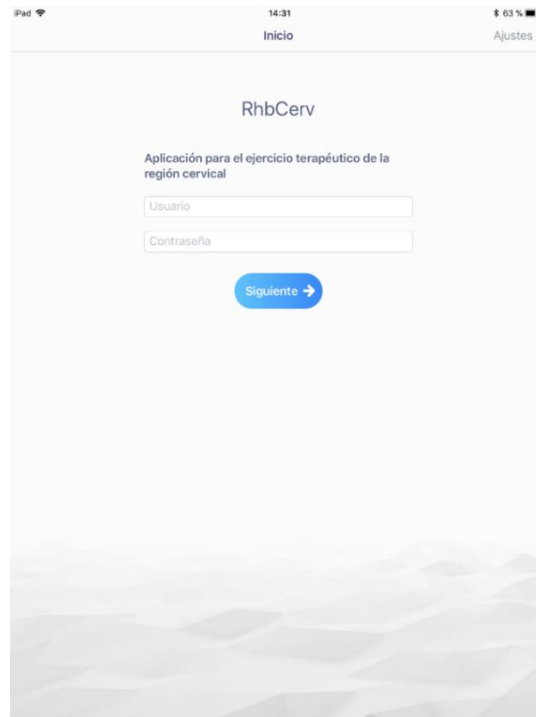 iPad 14:31 63 %
Inicio Ajustes
RhbCerv
Aplicación para el ejercicio terapéutico de la
región cervical
Usuario
Contraseña
Siguiente